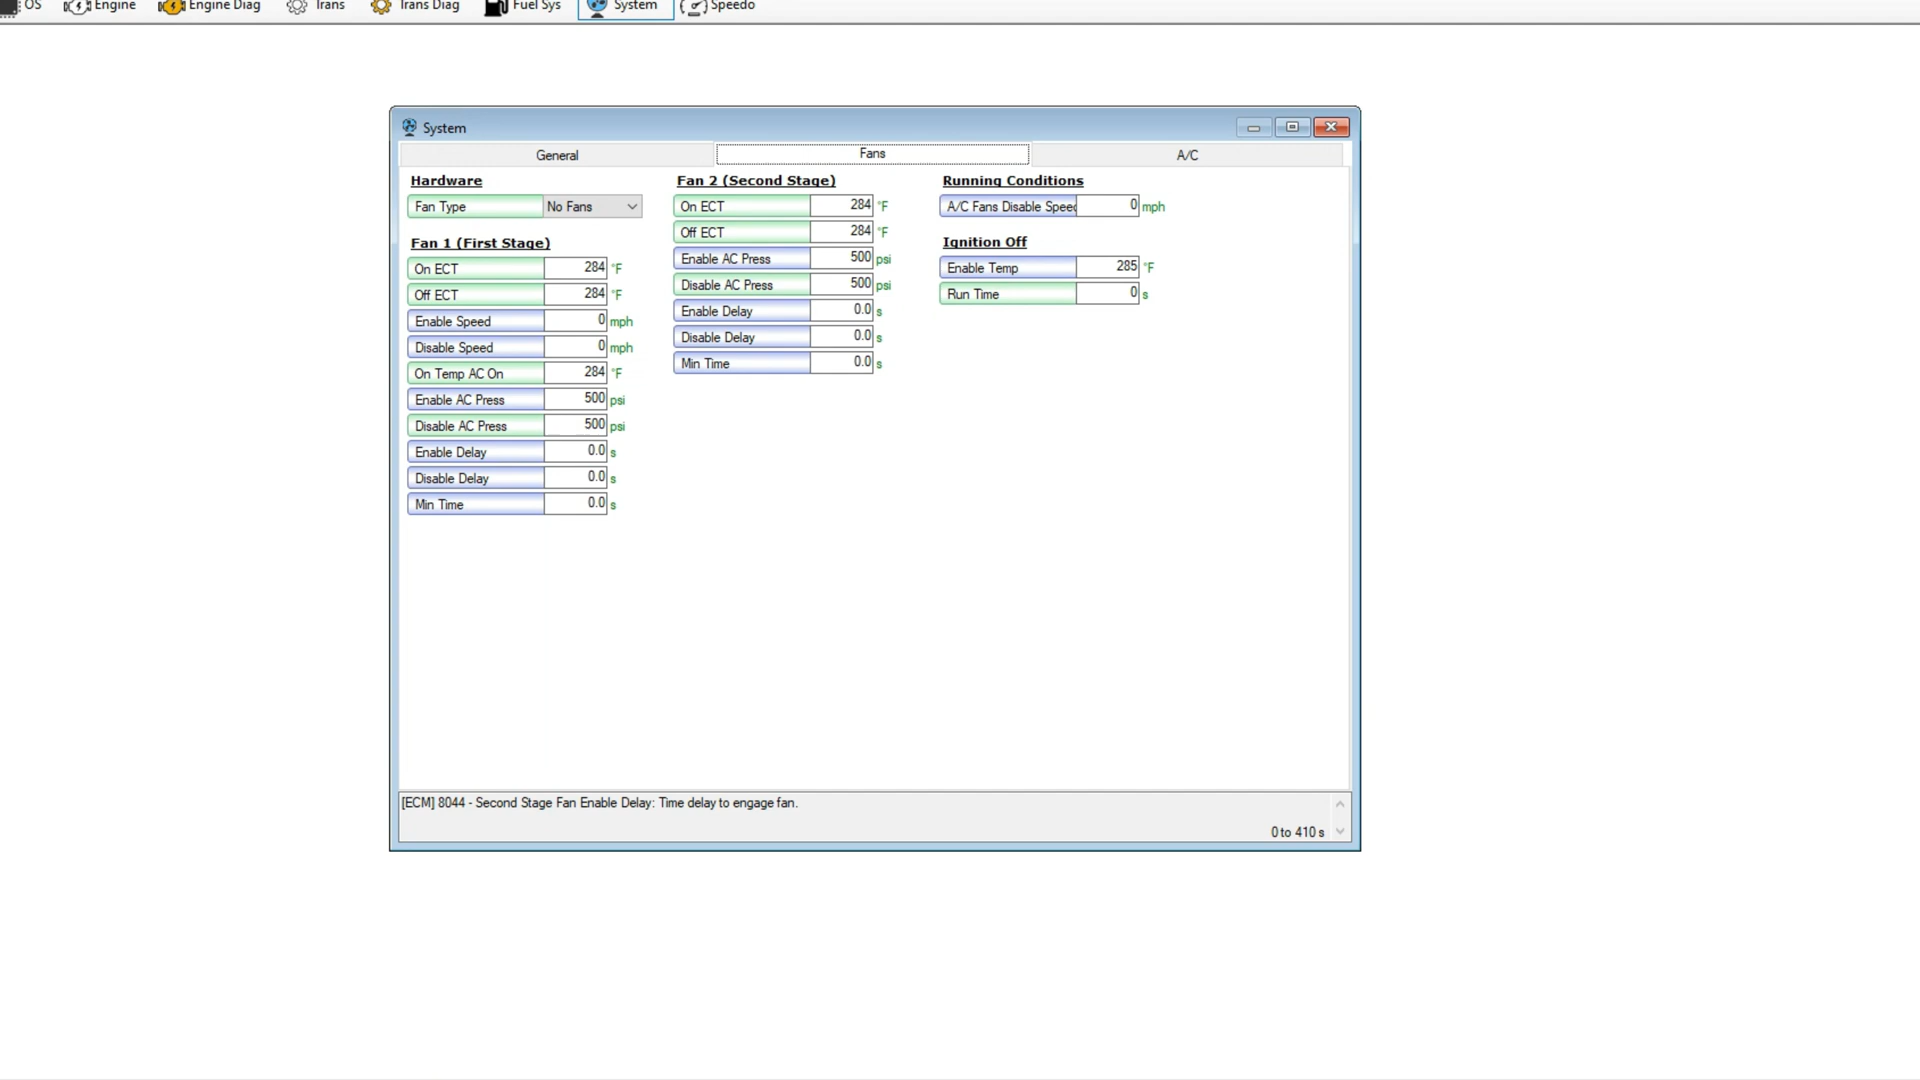 OS Engine Engine Diag Trans Trans Diag Fuel Sys System Speedo
System
General Fans A/C
Hardware
Fan Type No Fans
Fan 1 (First Stage)
On ECT 284 °F
Off ECT 284 °F
Enable Speed 0 mph
Disable Speed 0 mph
On Temp AC On 284 °F
Enable AC Press 500 psi
Disable AC Press 500 psi
Enable Delay 0.0 s
Disable Delay 0.0 s
Min Time 0.0 s
Fan 2 (Second Stage)
On ECT 284 °F
Off ECT 284 °F
Enable AC Press 500 psi
Disable AC Press 500 psi
Enable Delay 0.0 s
Disable Delay 0.0 s
Min Time 0.0 s
Running Conditions
A/C Fans Disable Speed 0 mph
Ignition Off
Enable Temp 285 °F
Run Time 0 s
[ECM] 8044 - Second Stage Fan Enable Delay: Time delay to engage fan.
0 to 410 s